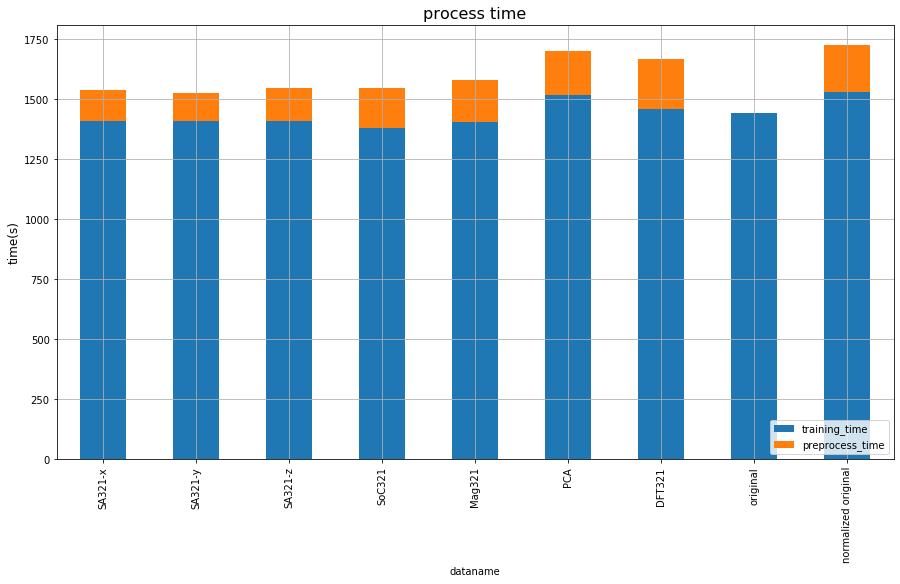 process time
1750
1500
1250
1000
750
500
250
0
time(s)
training_time
preprocess_time
SA321-x
SA321-y
SA321-z
SoC321
Mag321
PCA
DFT321
original
normalized original
dataname